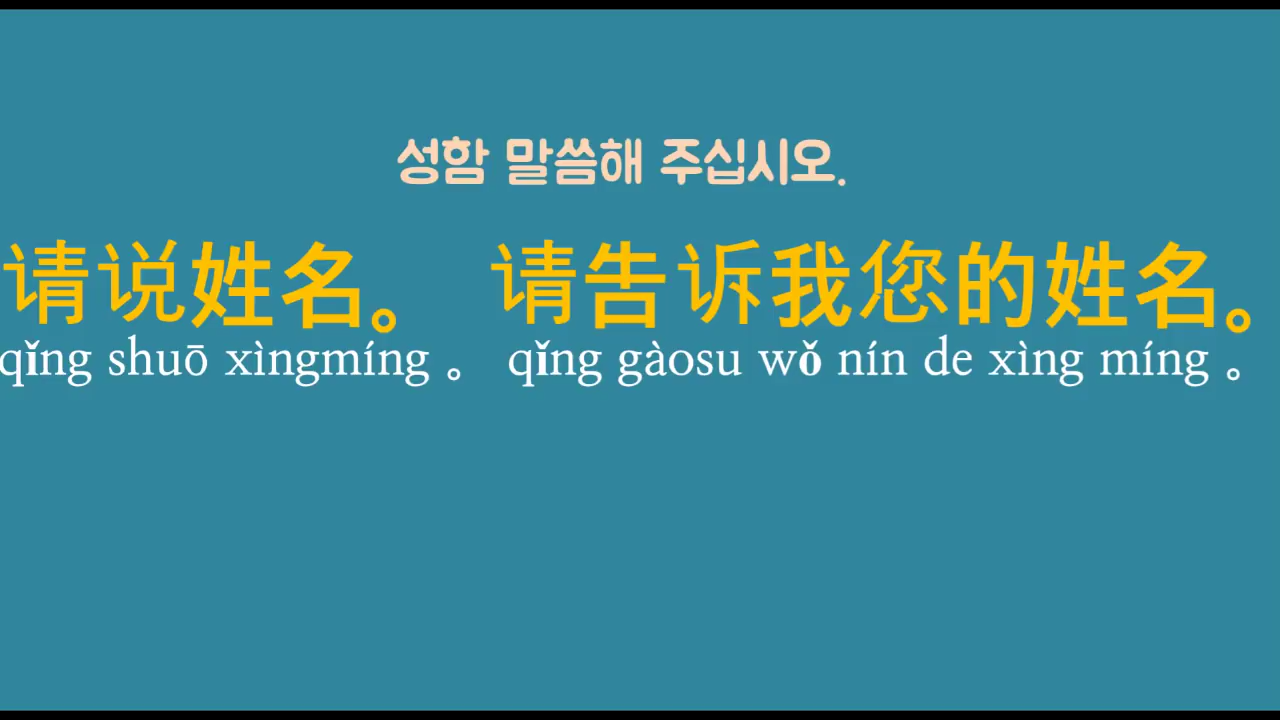 성함 말씀해 주십시오.
请说姓名。 请告诉我您的姓名。
qǐng shuō xìngmíng 。 qǐng gàosu wǒ nín de xìng míng 。